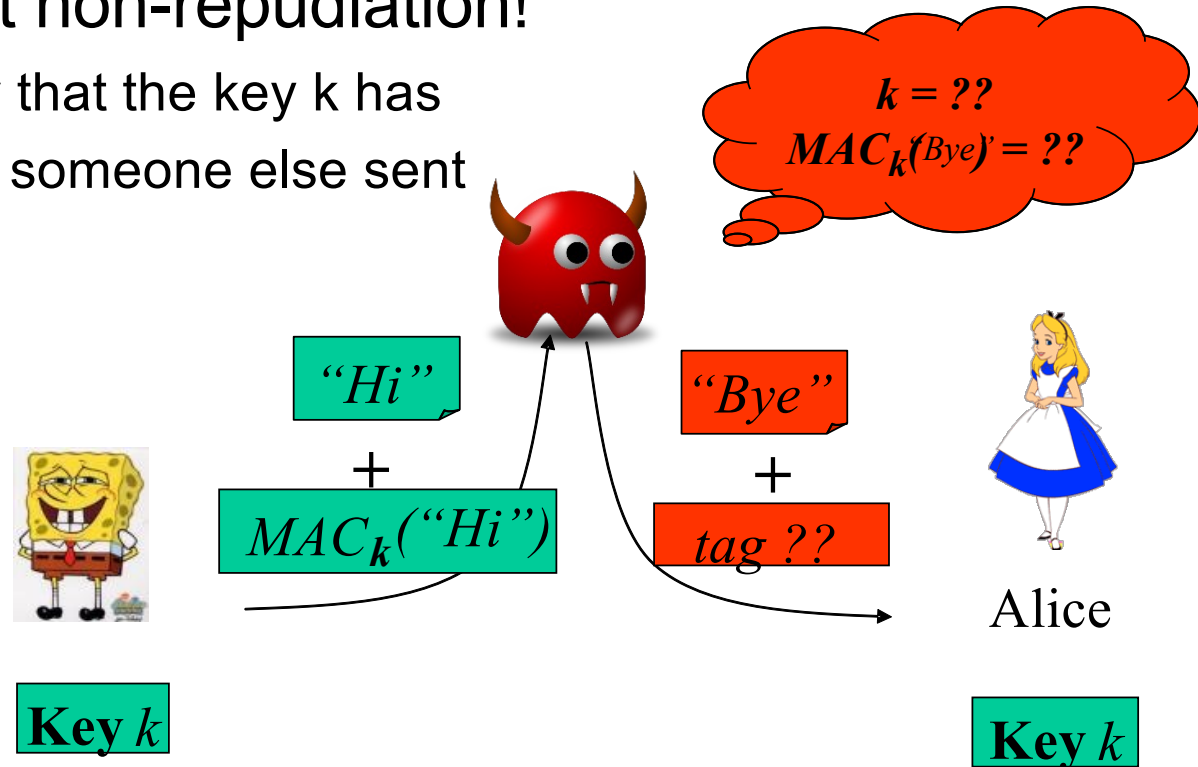 t non-repudiation!
that the key k has
someone else sent
k = ??
MACk(“Bye”) = ??
“Hi”
+
MACk(“Hi”)
“Bye”
+
tag ??
Alice
Key k
Key k